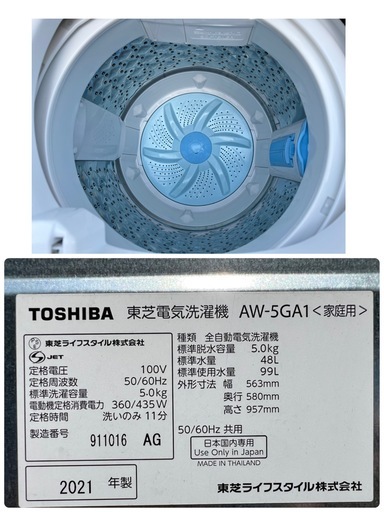 TOSHIBA 東芝電気洗濯機 AW-5GA1<家庭用>
東芝ライフスタイル株式会社
S JET
定格電圧 100V
定格周波数 50/60Hz
標準洗濯容量 5.0kg
電動機定格消費電力 360/435W
定格時間 洗いのみ 11分
製造番号 911016 AG
2021 年製
種類 全自動電気洗濯機
標準脱水容量 5.0kg
標準水量 48L
標準使用水量 99L
外形寸法 幅 563mm
奥行 580mm
高さ 957mm
50/60Hz 共用
日本国内専用
Use Only in Japan
MADE IN THAILAND
東芝ライフスタイル株式会社